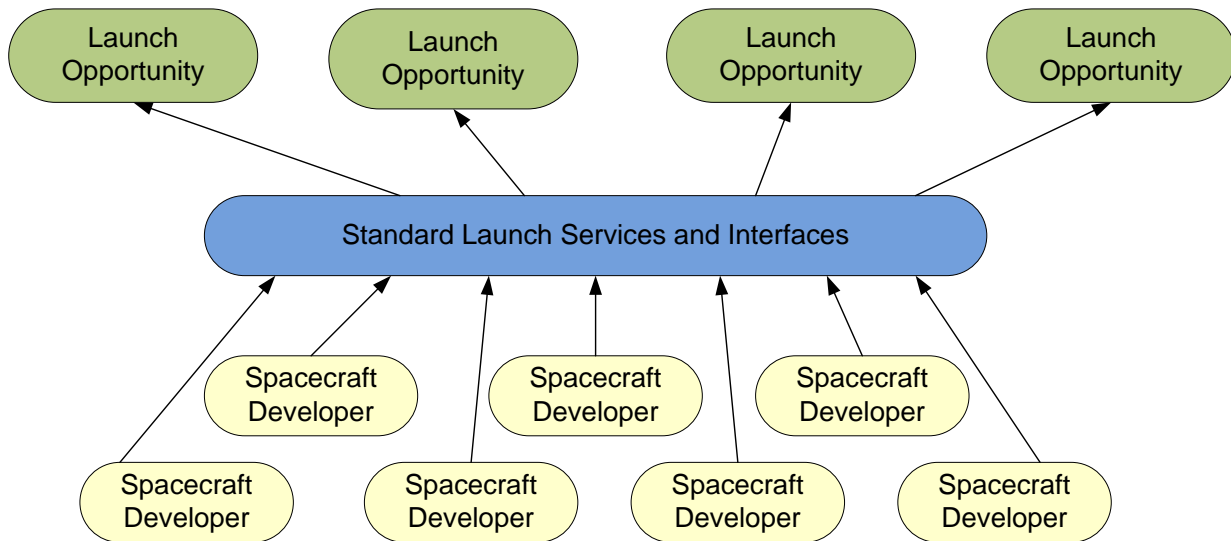 Launch
Opportunity
Launch
Opportunity
Launch
Opportunity
Launch
Opportunity
Standard Launch Services and Interfaces
Spacecraft
Developer
Spacecraft
Developer
Spacecraft
Developer
Spacecraft
Developer
Spacecraft
Developer
Spacecraft
Developer
Spacecraft
Developer